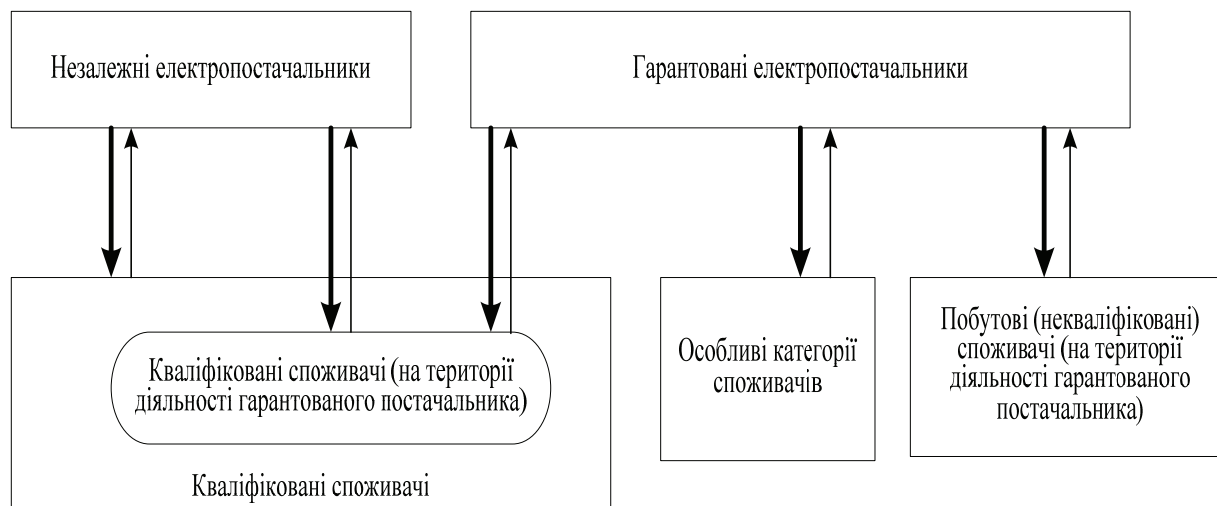 Незалежні електропостачальники
Гарантовані електропостачальники
Кваліфіковані споживачі (на території
діяльності гарантованого постачальника)
Кваліфіковані споживачі
Особливі категорії
споживачів
Побутові (некваліфіковані)
споживачі (на території
діяльності гарантованого
постачальника)